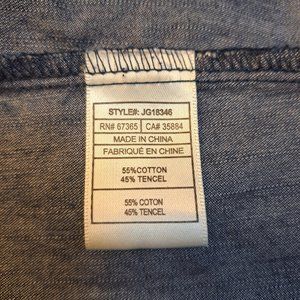 STYLE#: JG18346
RN# 67365 CA# 35884
MADE IN CHINA
FABRIQUÉ EN CHINE
55%COTTON
45% TENCEL
55% COTON
45% TENCEL